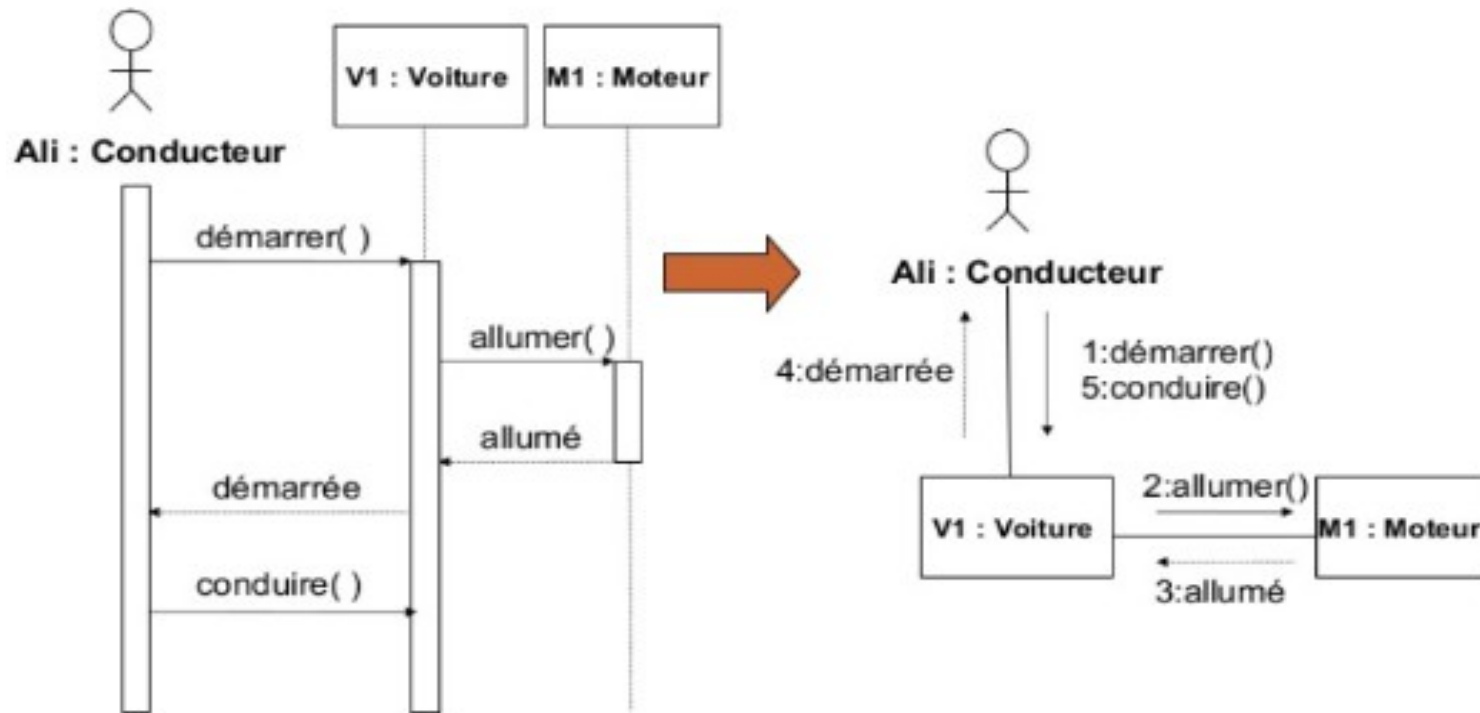 V1 : Voiture
M1 : Moteur
Ali : Conducteur
démarrer( )
allumer( )
allumé
démarrée
conduire( )
Ali : Conducteur
4:démarrée
1:démarrer()
5:conduire()
2:allumer()
V1 : Voiture
M1 : Moteur
3:allumé